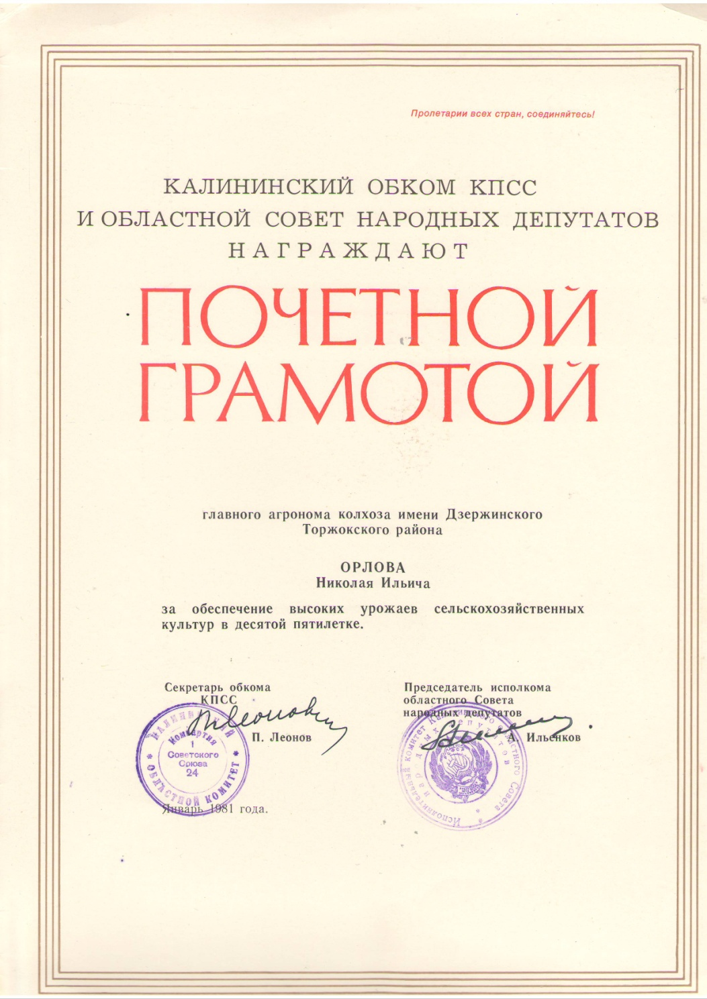 Пролетарии всех стран, соединяйтесь!
КАЛИНИНСКИЙ ОБКОМ КПСС
И ОБЛАСТНОЙ СОВЕТ НАРОДНЫХ ДЕПУТАТОВ
НАГРАЖДАЮТ
ПОЧЕТНОЙ
ГРАМОТОЙ
главного агронома колхоза имени Дзержинского
Торжокского района
ОРЛОВА
Николая Ильича
за обеспечение высоких урожаев сельскохозяйственных
культур в десятой пятилетке.
Секретарь обкома
КПСС
П. Леонов
КАЛИНИНСКИЙ
* ОБЛАСТНОЙ КОМИТЕТ *
Компартия
Советского
Союза
24
Январь 1981 года.
Председатель исполкома
областного Совета
народных депутатов
А. Ильенков
Исполнительный комитет Калининского областного Совета
народных депутатов